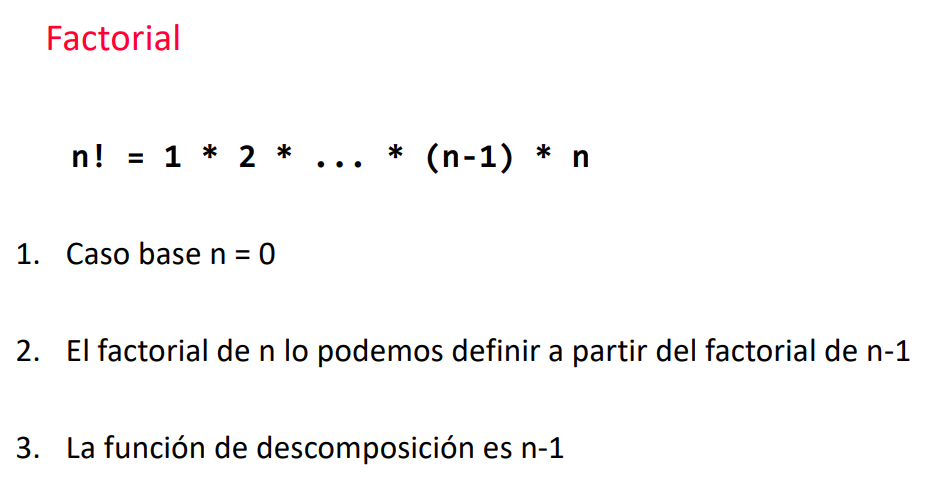 Factorial
n! = 1 * 2 * ... * (n-1) * n
1. Caso base n = 0
2. El factorial de n lo podemos definir a partir del factorial de n-1
3. La función de descomposición es n-1